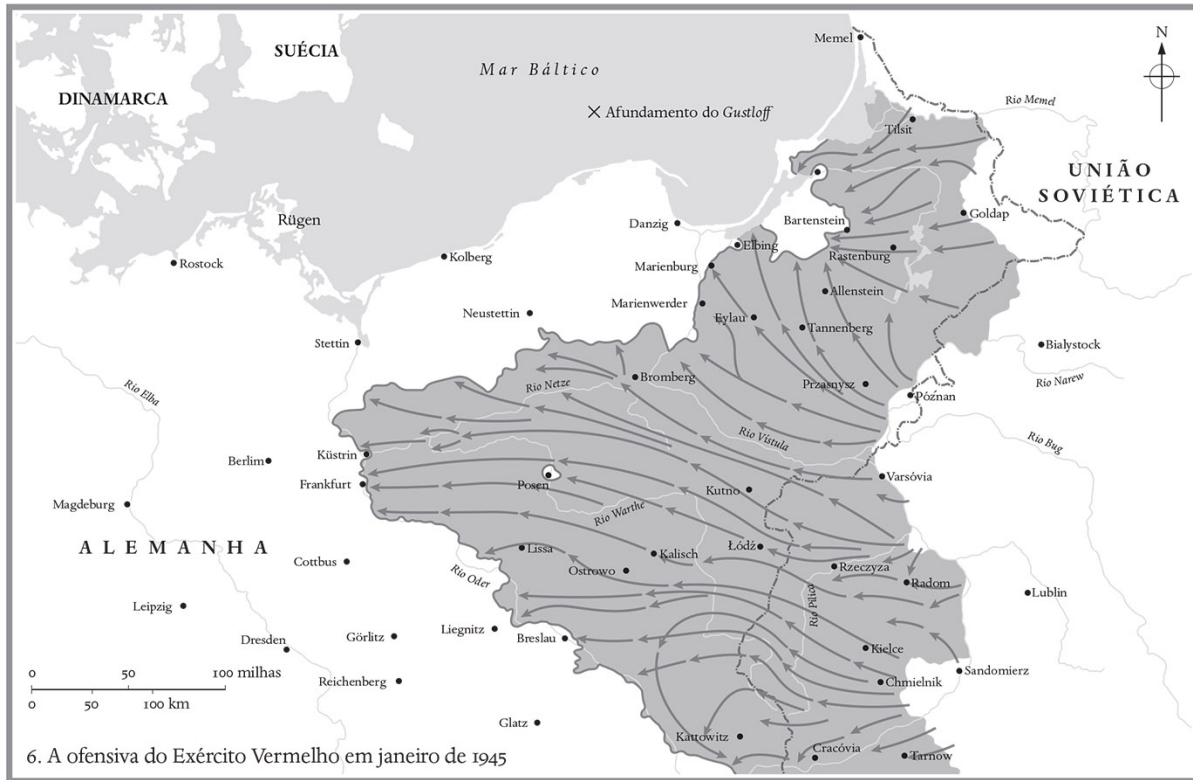 Memel
N
SUÉCIA
Mar Báltico
DINAMARCA
Afundamento do Gustloff
Rio Memel
Tilsit
UNIÃO
SOVIÉTICA
Rügen
Danzig
Bartenstein
Goldap
Elbing
Rastenburg
Rostock
Kolberg
Marienburg
Allenstein
Marienwerder
Neustettin
Eylau
Tannenberg
Stettin
Bialystock
Rio Elba
Bromberg
Rio Netze
Przasnysz
Rio Narew
Póznan
Rio Vístula
Rio Bug
Berlim
Küstrin
Varsóvia
Posen
Frankfurt
Kutno
Magdeburg
Rio Warthe
ALEMANHA
Lissa
Kalisch
Łódź
Cottbus
Ostrowo
Rzeczyza
Rio Oder
Radom
Lublin
Leipzig
Rio Pilica
Dresden
Görlitz
Liegnitz
Breslau
Kielce
0 50 100 milhas
Sandomierz
Reichenberg
Chmielnik
0 50 100 km
Glatz
Kattowitz
Cracóvia
Tarnow
6. A ofensiva do Exército Vermelho em janeiro de 1945